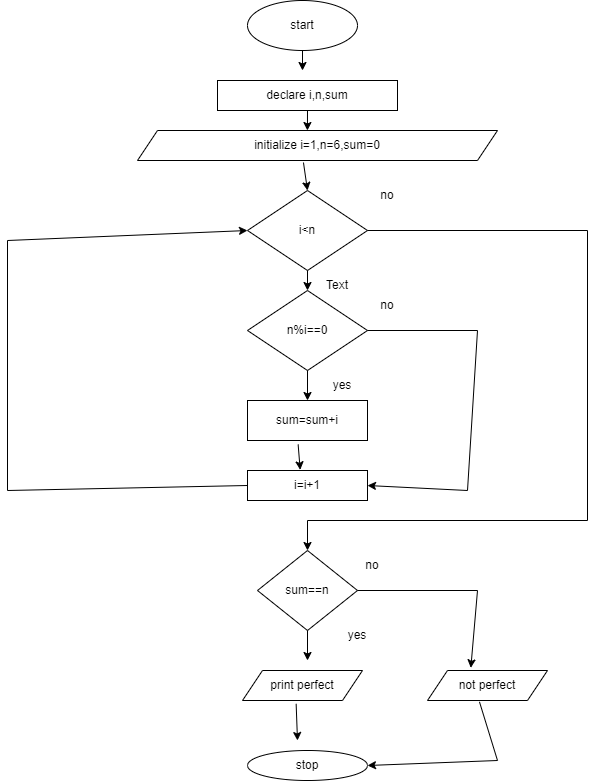 start
declare i,n,sum
initialize i=1,n=6,sum=0
no
i<n
Text
no
n%i==0
yes
sum=sum+i
i=i+1
no
sum==n
yes
print perfect
not perfect
stop